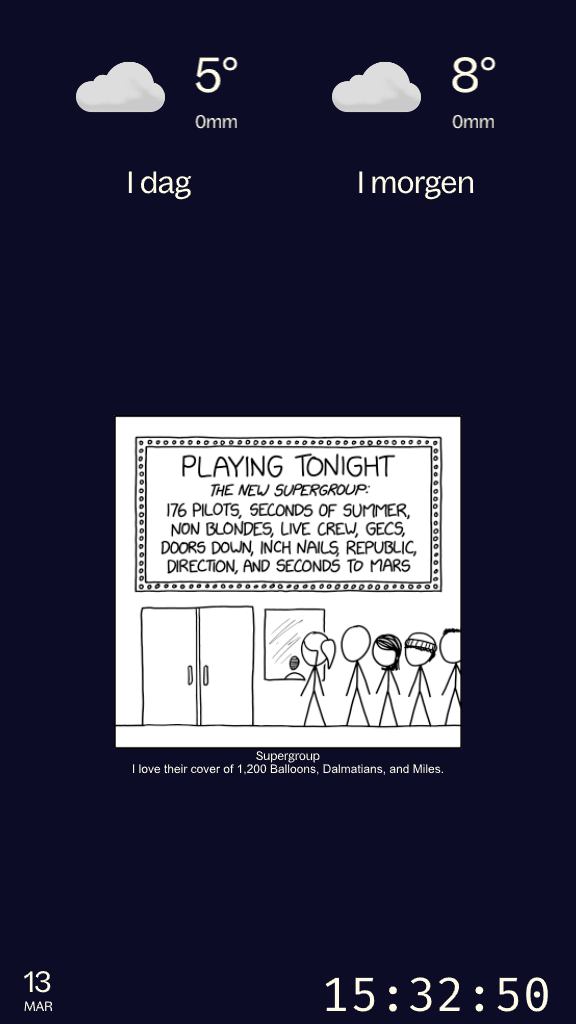 5° 8°
0mm 0mm
I dag I morgen
PLAYING TONIGHT
THE NEW SUPERGROUP:
176 PILOTS, SECONDS OF SUMMER,
NON BLONDES, LIVE CREW, GECS,
DOORS DOWN, INCH NAILS, REPUBLIC,
DIRECTION, AND SECONDS TO MARS
Supergroup
I love their cover of 1,200 Balloons, Dalmatians, and Miles.
13
MAR
15:32:50